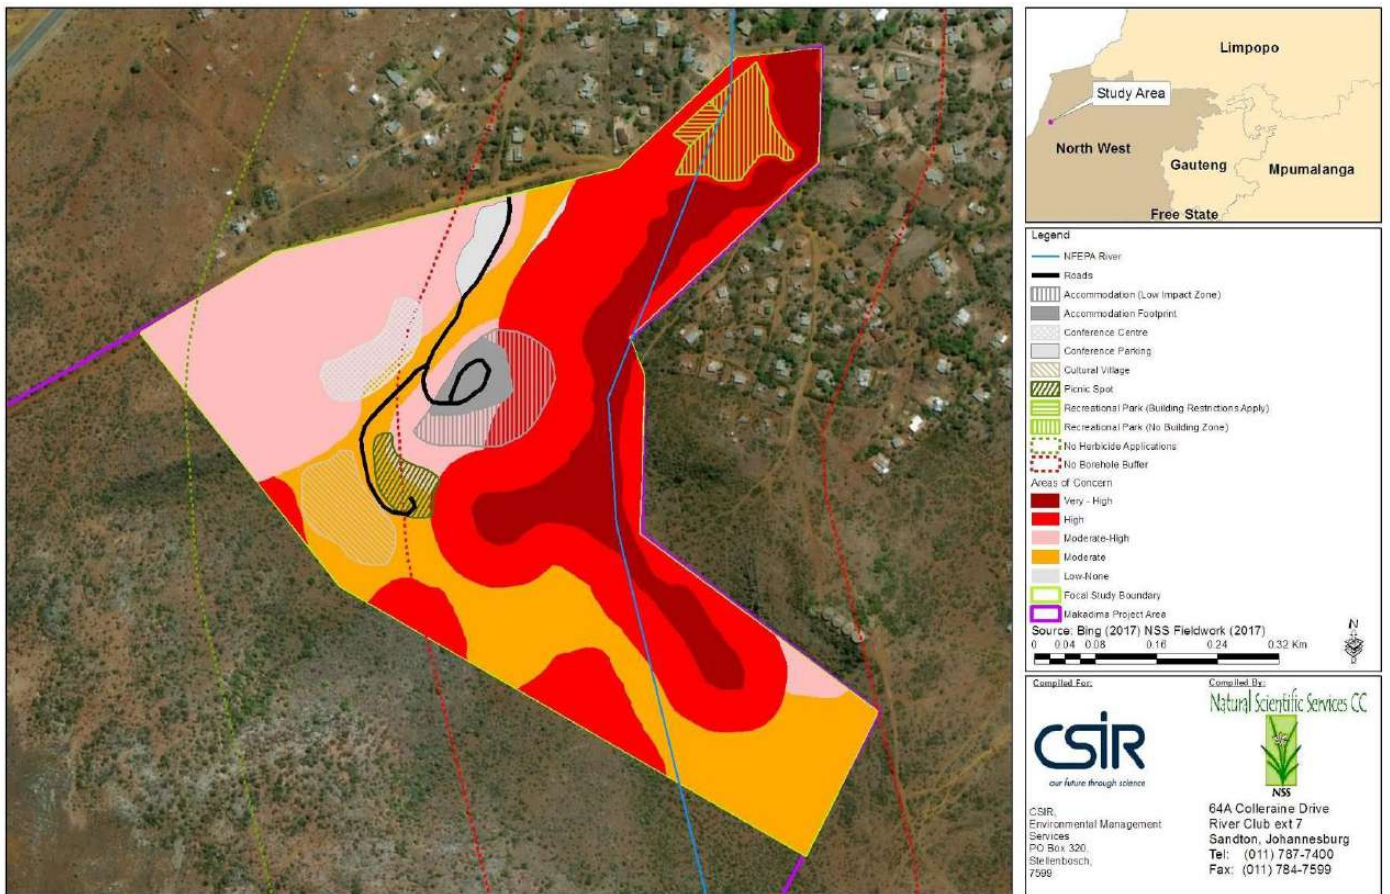 Limpopo
Study Area
North West
Gauteng
Mpumalanga
Free State
Legend
NFEPA River
Roads
Accommodation (Low Impact Zone)
Accommodation Footprint
Conference Centre
Conference Parking
Cultural Village
Picnic Spot
Recreational Park (Building Restrictions Apply)
Recreational Park (No Building Zone)
No Herbicide Applications
No Borehole Buffer
Areas of Concern
Very - High
High
Moderate-High
Moderate
Low-None
Focal Study Boundary
Makadima Project Area
Source: Bing (2017) NSS Fieldwork (2017)
0 0.04 0.08 0.16 0.24 0.32 Km
N
Compiled For:
CSIR
our future through science
CSIR,
Environmental Management
Services
PO Box 320,
Stellenbosch,
7599
Compiled By:
Natural Scientific Services CC
NSS
64A Colleraine Drive
River Club ext 7
Sandton, Johannesburg
Tel: (011) 787-7400
Fax: (011) 784-7599